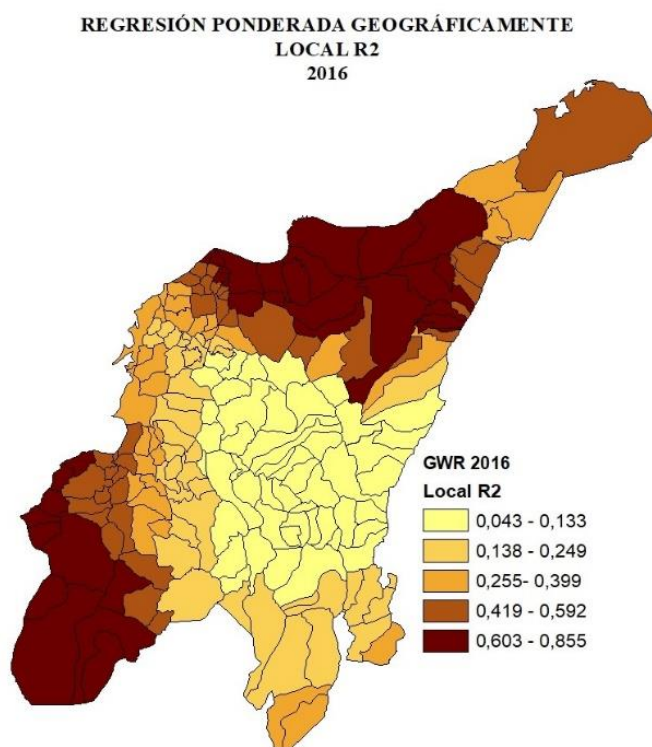 REGRESIÓN PONDERADA GEOGRÁFICAMENTE
LOCAL R2
2016
GWR 2016
Local R2
0,043 - 0,133
0,138 - 0,249
0,255- 0,399
0,419 - 0,592
0,603 - 0,855